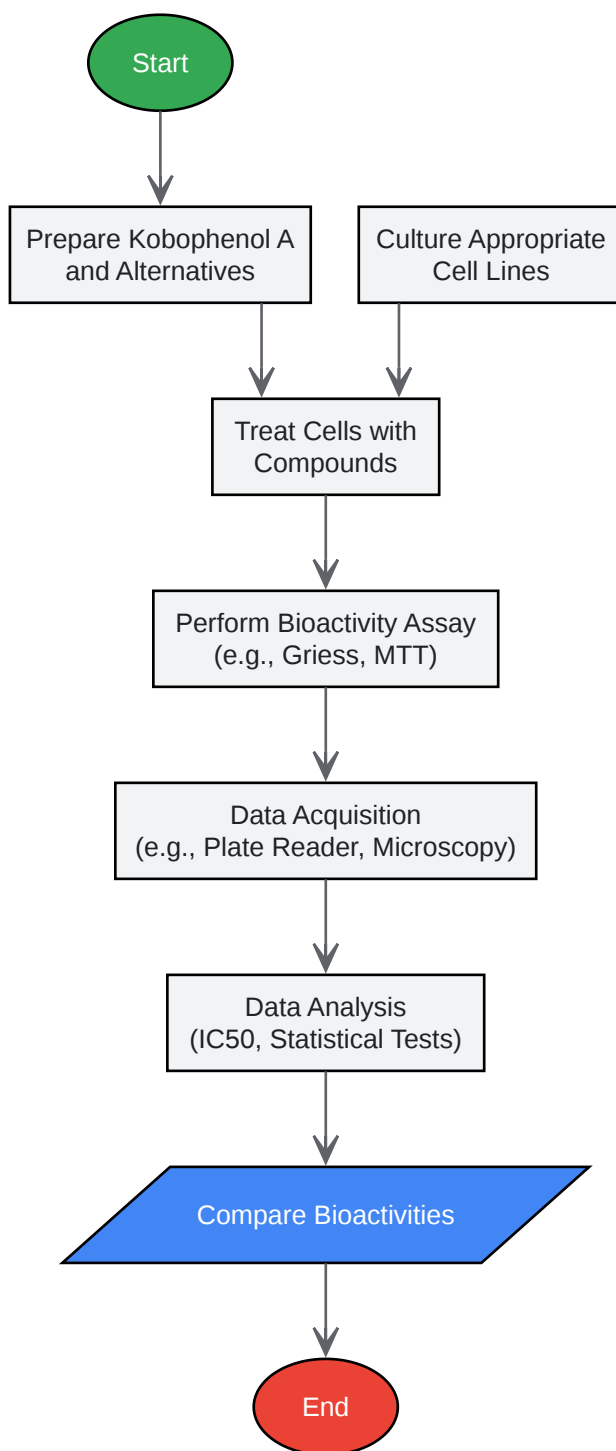 Start
Prepare Kobophenol A
and Alternatives
Culture Appropriate
Cell Lines
Treat Cells with
Compounds
Perform Bioactivity Assay
(e.g., Griess, MTT)
Data Acquisition
(e.g., Plate Reader, Microscopy)
Data Analysis
(IC50, Statistical Tests)
Compare Bioactivities
End